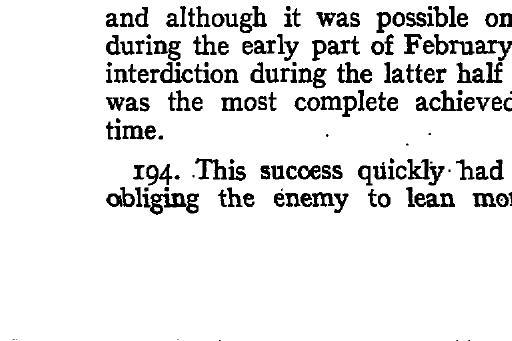 and although it was possible on
during the early part of February
interdiction during the latter half
was the most complete achieved
time.
194. This success quickly had
obliging the enemy to lean